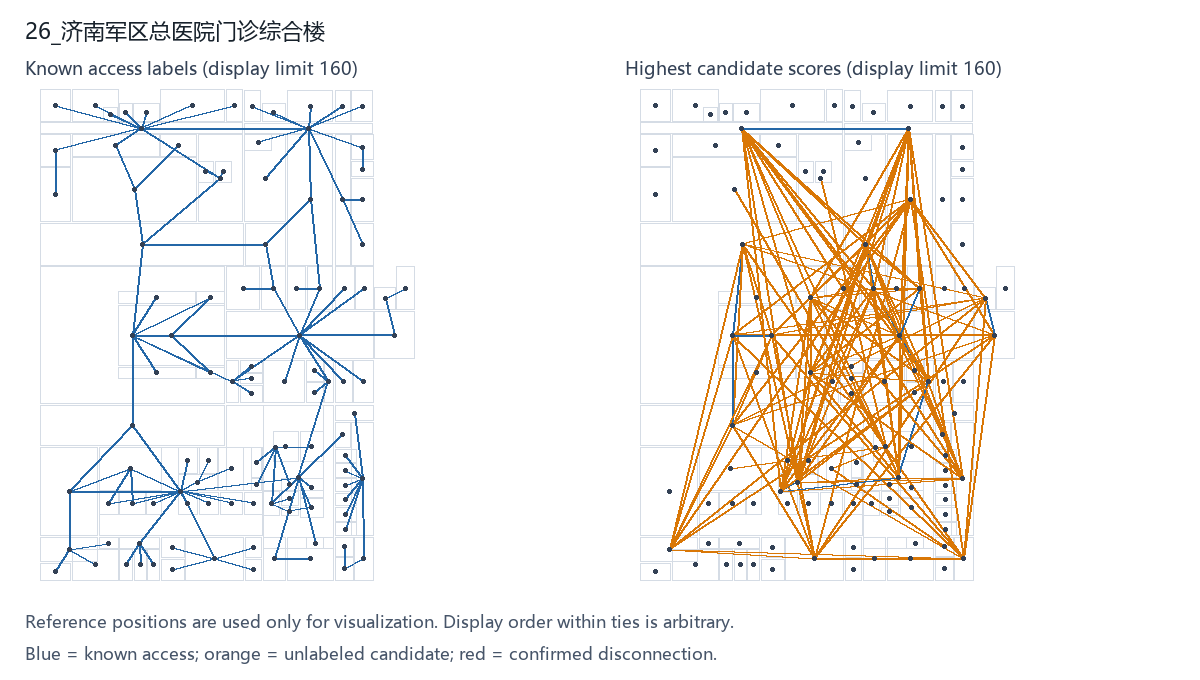 26_济南军区总医院门诊综合楼
Known access labels (display limit 160)
Highest candidate scores (display limit 160)
Reference positions are used only for visualization. Display order within ties is arbitrary.
Blue = known access; orange = unlabeled candidate; red = confirmed disconnection.